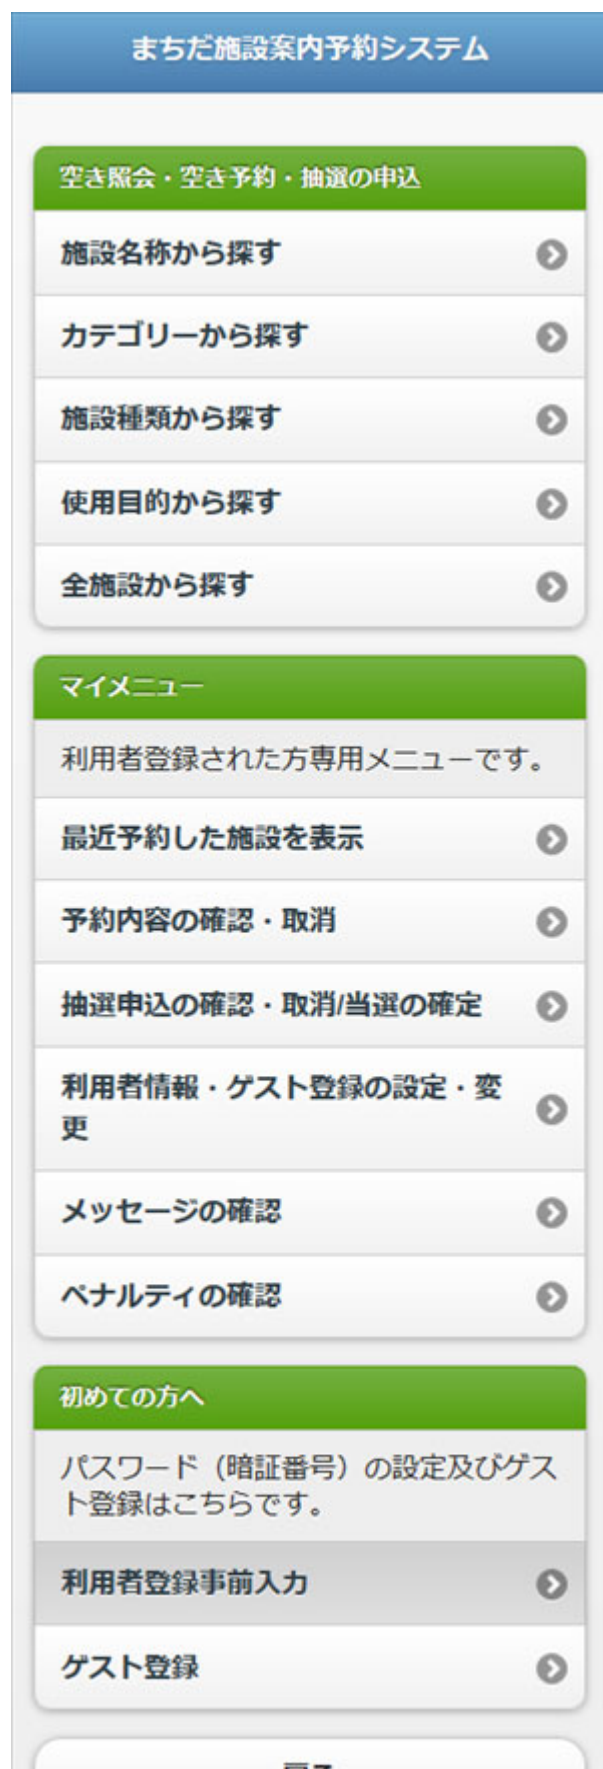 まちだ施設案内予約システム
空き照会・空き予約・抽選の申込
施設名称から探す
カテゴリーから探す
施設種類から探す
使用目的から探す
全施設から探す
マイメニュー
利用者登録された方専用メニューです。
最近予約した施設を表示
予約内容の確認・取消
抽選申込の確認・取消/当選の確定
利用者情報・ゲスト登録の設定・変
更
メッセージの確認
ペナルティの確認
初めての方へ
パスワード（暗証番号）の設定及びゲス
ト登録はこちらです。
利用者登録事前入力
ゲスト登録